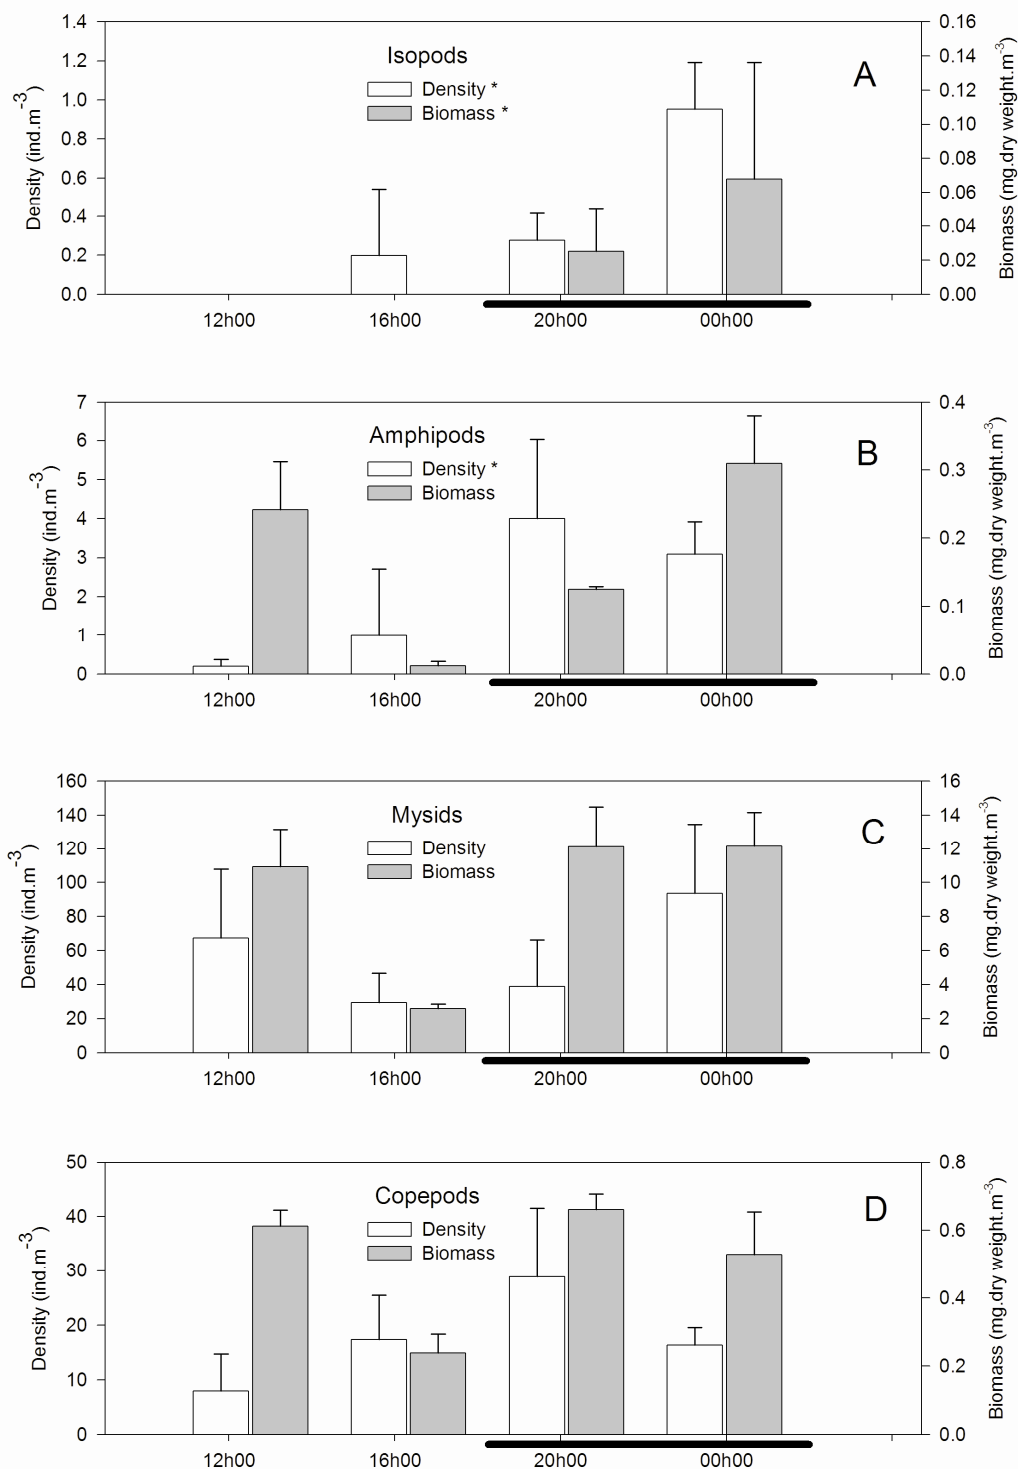 Isopods
Density *
Biomass *
A
Density (ind.m-3)
1.4
1.2
1.0
0.8
0.6
0.4
0.2
0.0
0.16
0.14
0.12
0.10
0.08
0.06
0.04
0.02
0.00
Biomass (mg.dry weight.m-3)
12h00 16h00 20h00 00h00
Amphipods
Density *
Biomass
B
Density (ind.m-3)
7
6
5
4
3
2
1
0
0.4
0.3
0.2
0.1
0.0
Biomass (mg.dry weight.m-3)
12h00 16h00 20h00 00h00
Mysids
Density
Biomass
C
Density (ind.m-3)
160
140
120
100
80
60
40
20
0
16
14
12
10
8
6
4
2
0
Biomass (mg.dry weight.m-3)
12h00 16h00 20h00 00h00
Copepods
Density
Biomass
D
Density (ind.m-3)
50
40
30
20
10
0
0.8
0.6
0.4
0.2
0.0
Biomass (mg.dry weight.m-3)
12h00 16h00 20h00 00h00